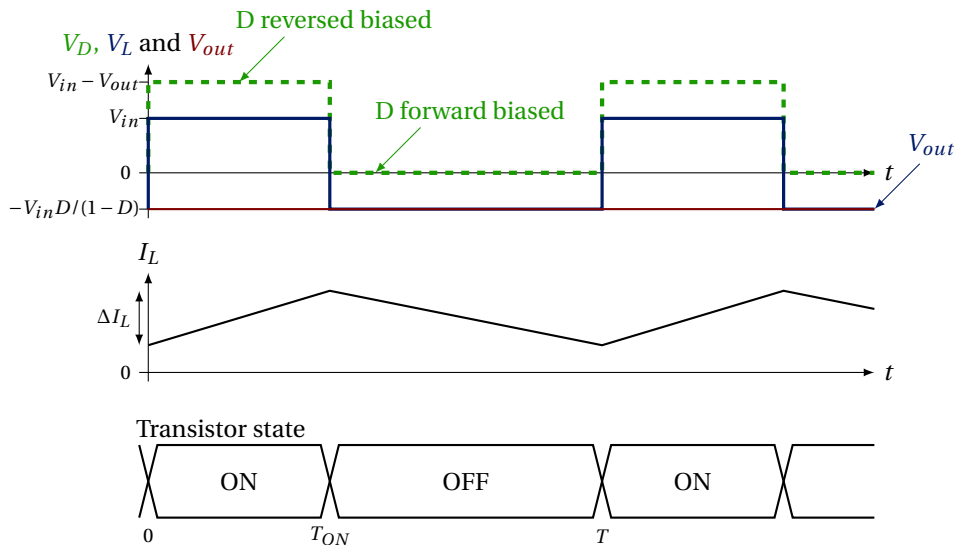 D reversed biased
V_D, V_L and V_out
V_in − V_out
V_in
D forward biased
V_out
0
t
−V_in D/(1 − D)
I_L
ΔI_L
0
t
Transistor state
ON
OFF
ON
0
T_ON
T